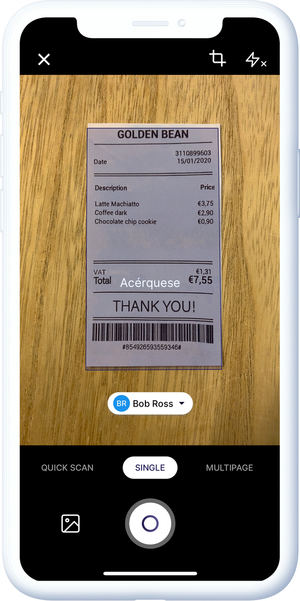 GOLDEN BEAN
3110899603
Date 15/01/2020
Description Price
Latte Machiatto €3,75
Coffee dark €2,90
Chocolate chip cookie €0,90
VAT €1,31
Total €7,55
Acérquese
THANK YOU!
#854926593559346#
BR Bob Ross
QUICK SCAN SINGLE MULTIPAGE